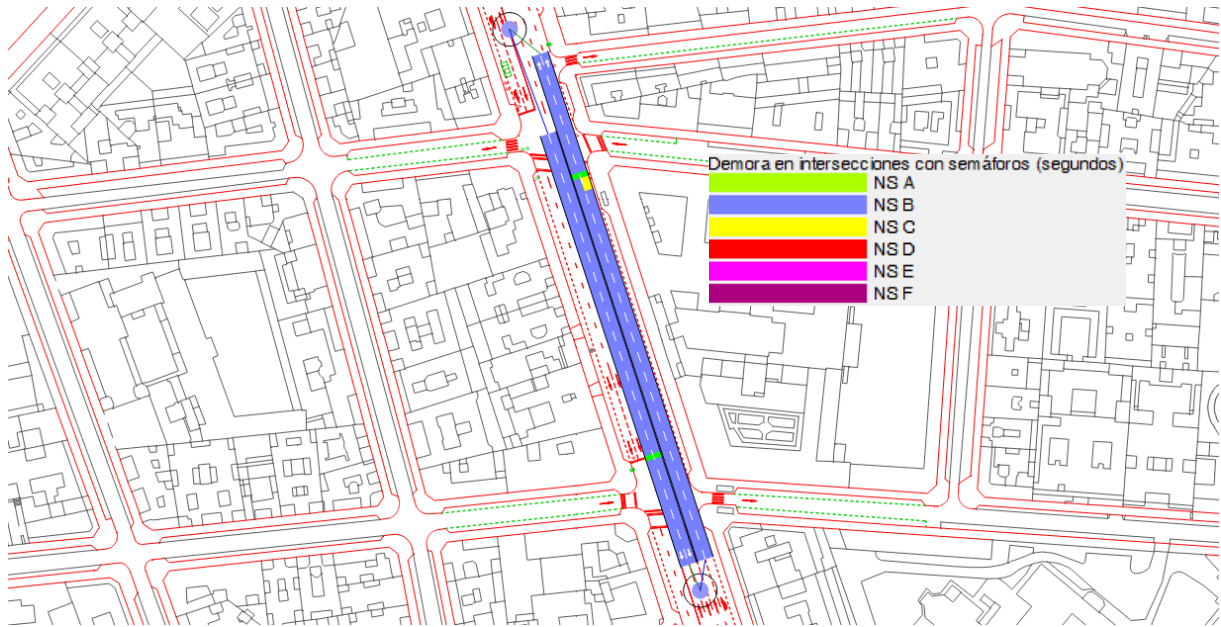 Demora en intersecciones con semáforos (segundos)
NS A
NS B
NS C
NS D
NS E
NS F